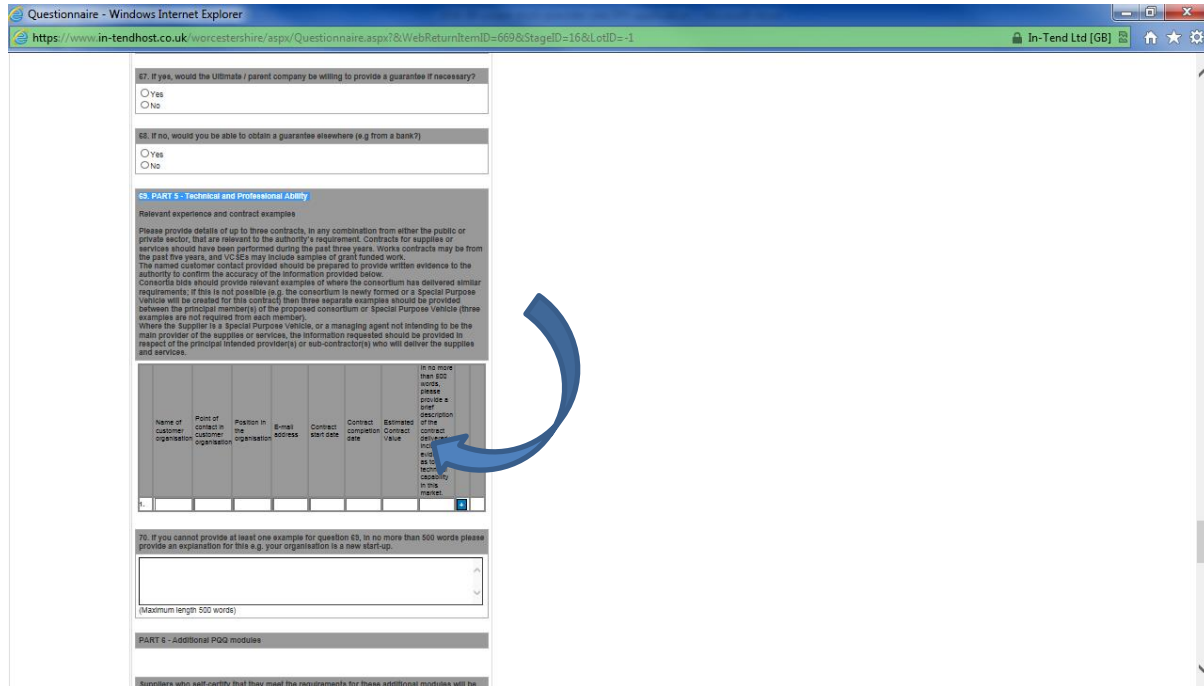 Questionnaire - Windows Internet Explorer
https://www.in-tendhost.co.uk/worcestershire/aspx/Questionnaire.aspx?&WebReturnItemID=669&StageID=16&LotID=-1
In-Tend Ltd [GB]
67. If yes, would the Ultimate / parent company be willing to provide a guarantee if necessary?
Yes
No
68. If no, would you be able to obtain a guarantee elsewhere (e.g from a bank?)
Yes
No
69. PART 5 - Technical and Professional Ability
Relevant experience and contract examples
Please provide details of up to three contracts, in any combination from either the public or
private sector, that are relevant to the authority's requirement. Contracts for supplies or
services should have been performed during the past three years. Works contracts may be from
the past five years, and VCSEs may include samples of grant funded work.
The named customer contact provided should be prepared to provide written evidence to the
authority to confirm the accuracy of the information provided below.
Consortia bids should provide relevant examples of where the consortium has delivered similar
requirements; if this is not possible (e.g. the consortium is newly formed or a Special Purpose
Vehicle will be created for this contract) then three separate examples should be provided
between the principal member(s) of the proposed consortium or Special Purpose Vehicle (three
examples are not required from each member).
Where the Supplier is a Special Purpose Vehicle, or a managing agent not intending to be the
main provider of the supplies or services, the information requested should be provided in
respect of the principal intended provider(s) or sub-contractor(s) who will deliver the supplies
and services.
Name of
customer
organisation
Point of
contact in
customer
organisation
Position in
the
organisation
E-mail
address
Contract
start date
Contract
completion
date
Estimated
Contract
Value
In no more
than 500
words,
please
provide a
brief
description
of the
contract
delivered
as to
capability
in this
market.
1.
+
70. If you cannot provide at least one example for question 69, in no more than 500 words please
provide an explanation for this e.g. your organisation is a new start-up.
(Maximum length 500 words)
PART 6 - Additional PQQ modules
Suppliers who self-certify that they meet the requirements for these additional modules will be